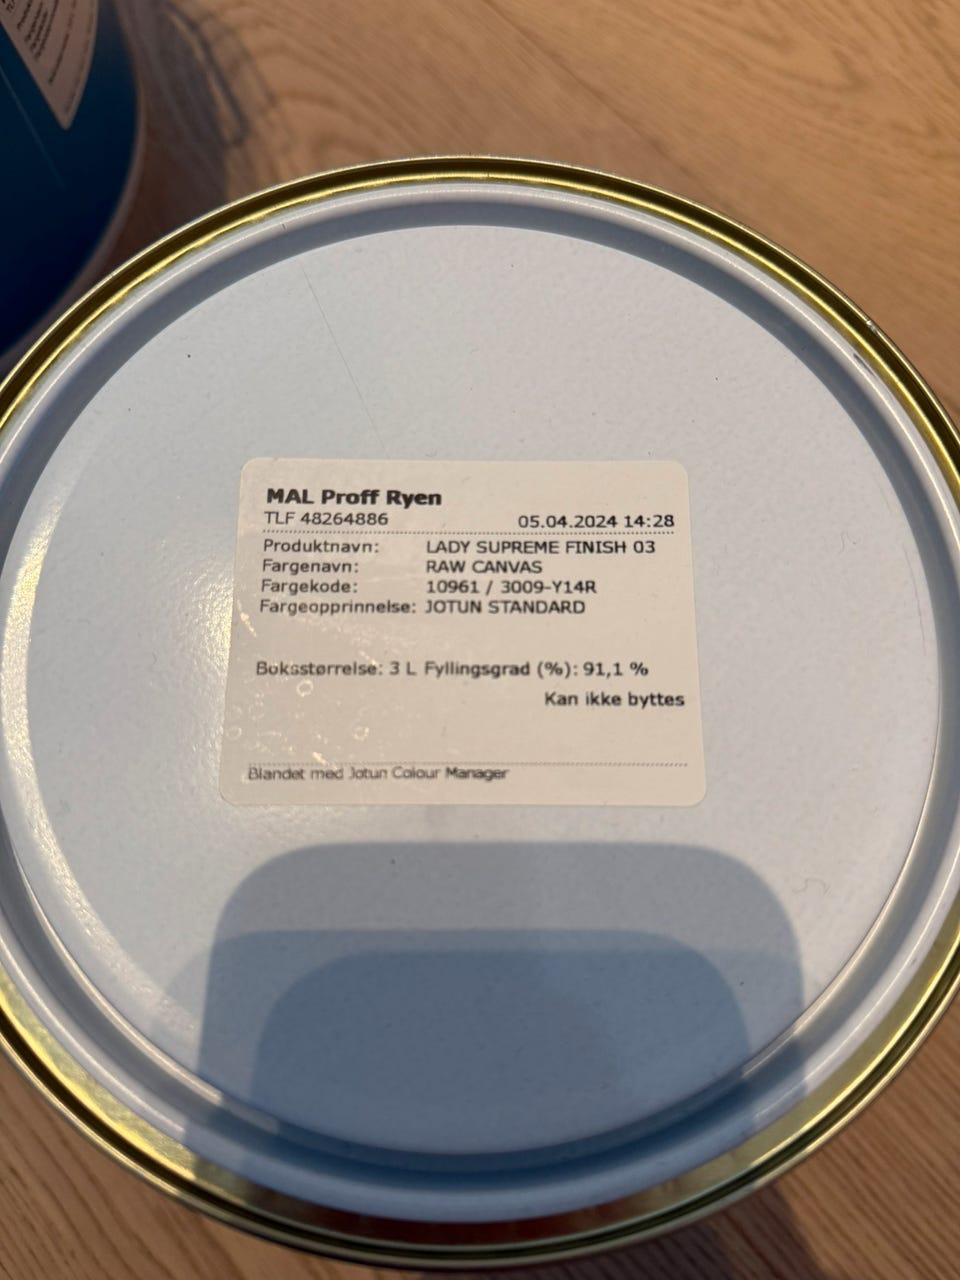 MAL Proff Ryen
TLF 48264886 05.04.2024 14:28
Produktnavn: LADY SUPREME FINISH 03
Fargenavn: RAW CANVAS
Fargekode: 10961 / 3009-Y14R
Fargeopprinnelse: JOTUN STANDARD
Boksstørrelse: 3 L Fyllingsgrad (%): 91,1 %
Kan ikke byttes
Blandet med Jotun Colour Manager